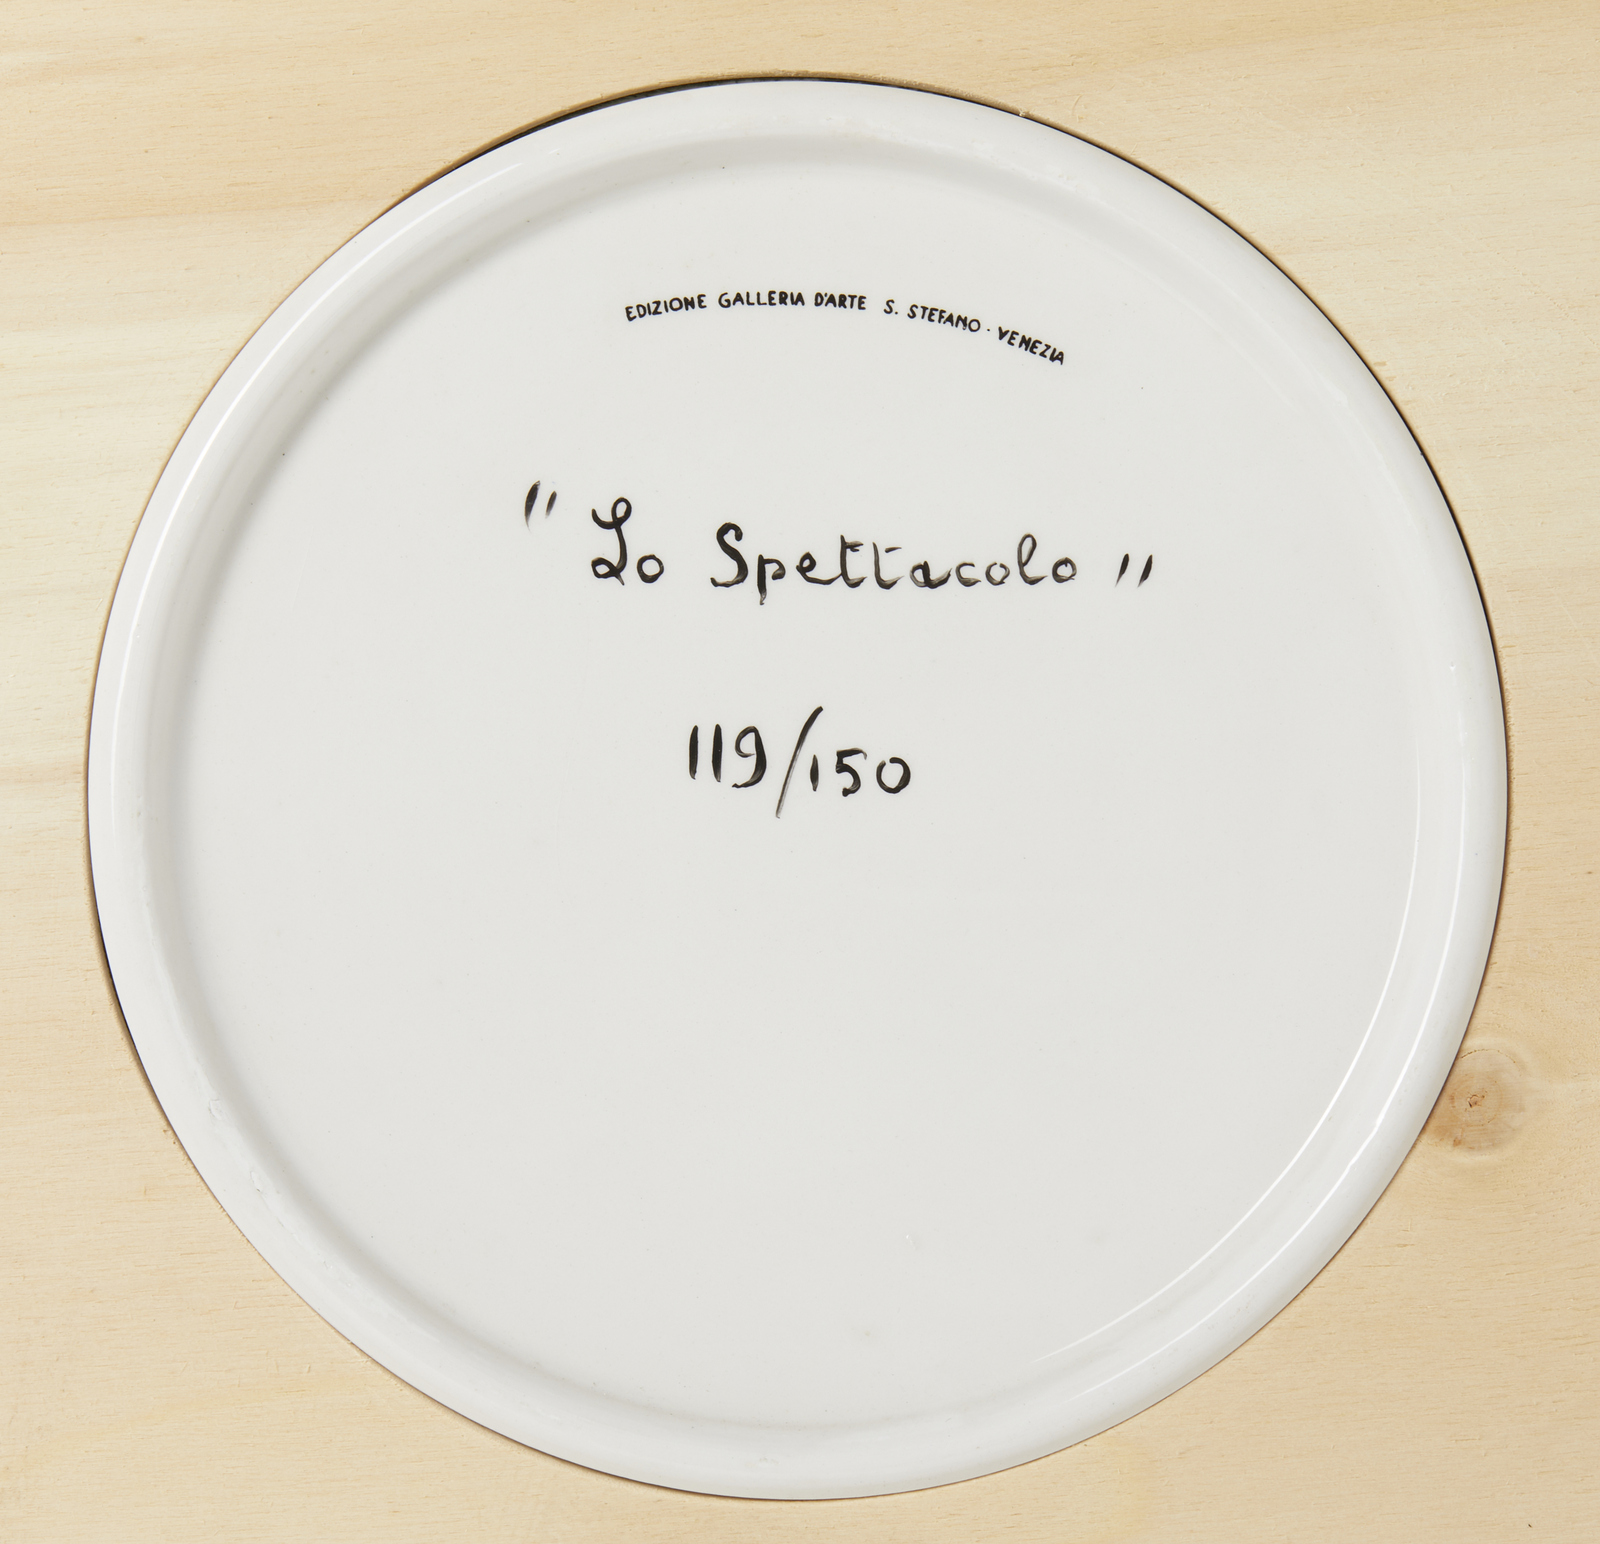 EDIZIONE GALLERIA D'ARTE S. STEFANO · VENEZIA
"Lo Spettacolo"
119/150